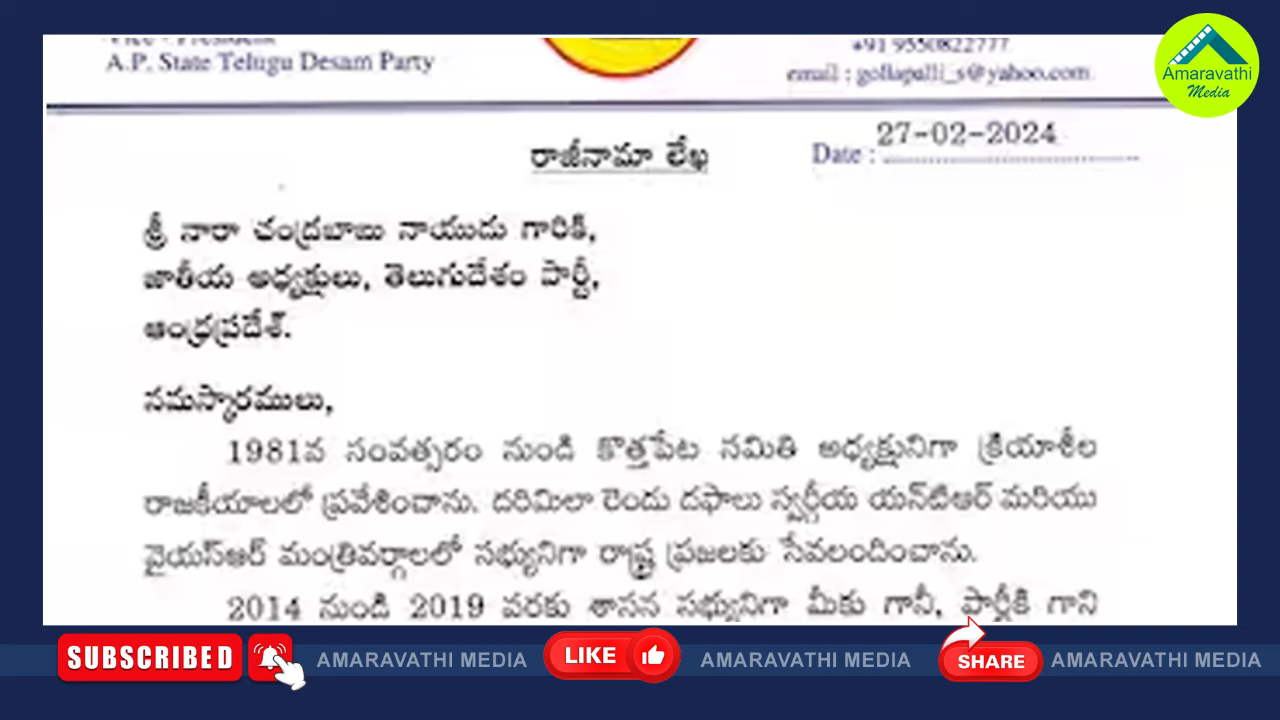 Vice - President
A.P. State Telugu Desam Party
+91 9550822777
email : gollapalli_s@yahoo.com
Amaravathi
Media
రాజీనామా లేఖ
Date : 27-02-2024
శ్రీ నారా చంద్రబాబు నాయుడు గారికి,
జాతీయ అధ్యక్షులు, తెలుగుదేశం పార్టీ,
ఆంధ్రప్రదేశ్.
నమస్కారములు,
1981వ సంవత్సరం నుండి కొత్తపేట సమితి అధ్యక్షునిగా క్రియాశీల
రాజకీయాలలో ప్రవేశించాను. దరిమిలా రెండు దఫాలు స్వర్గీయ యన్‌టిఆర్ మరియు
వైయస్ఆర్ మంత్రివర్గాలలో సభ్యునిగా రాష్ట్ర ప్రజలకు సేవలందించాను.
2014 నుండి 2019 వరకు శాసన సభ్యునిగా మీకు గానీ, పార్టీకి గాని
SUBSCRIBED
AMARAVATHI MEDIA
LIKE
AMARAVATHI MEDIA
SHARE
AMARAVATHI MEDIA